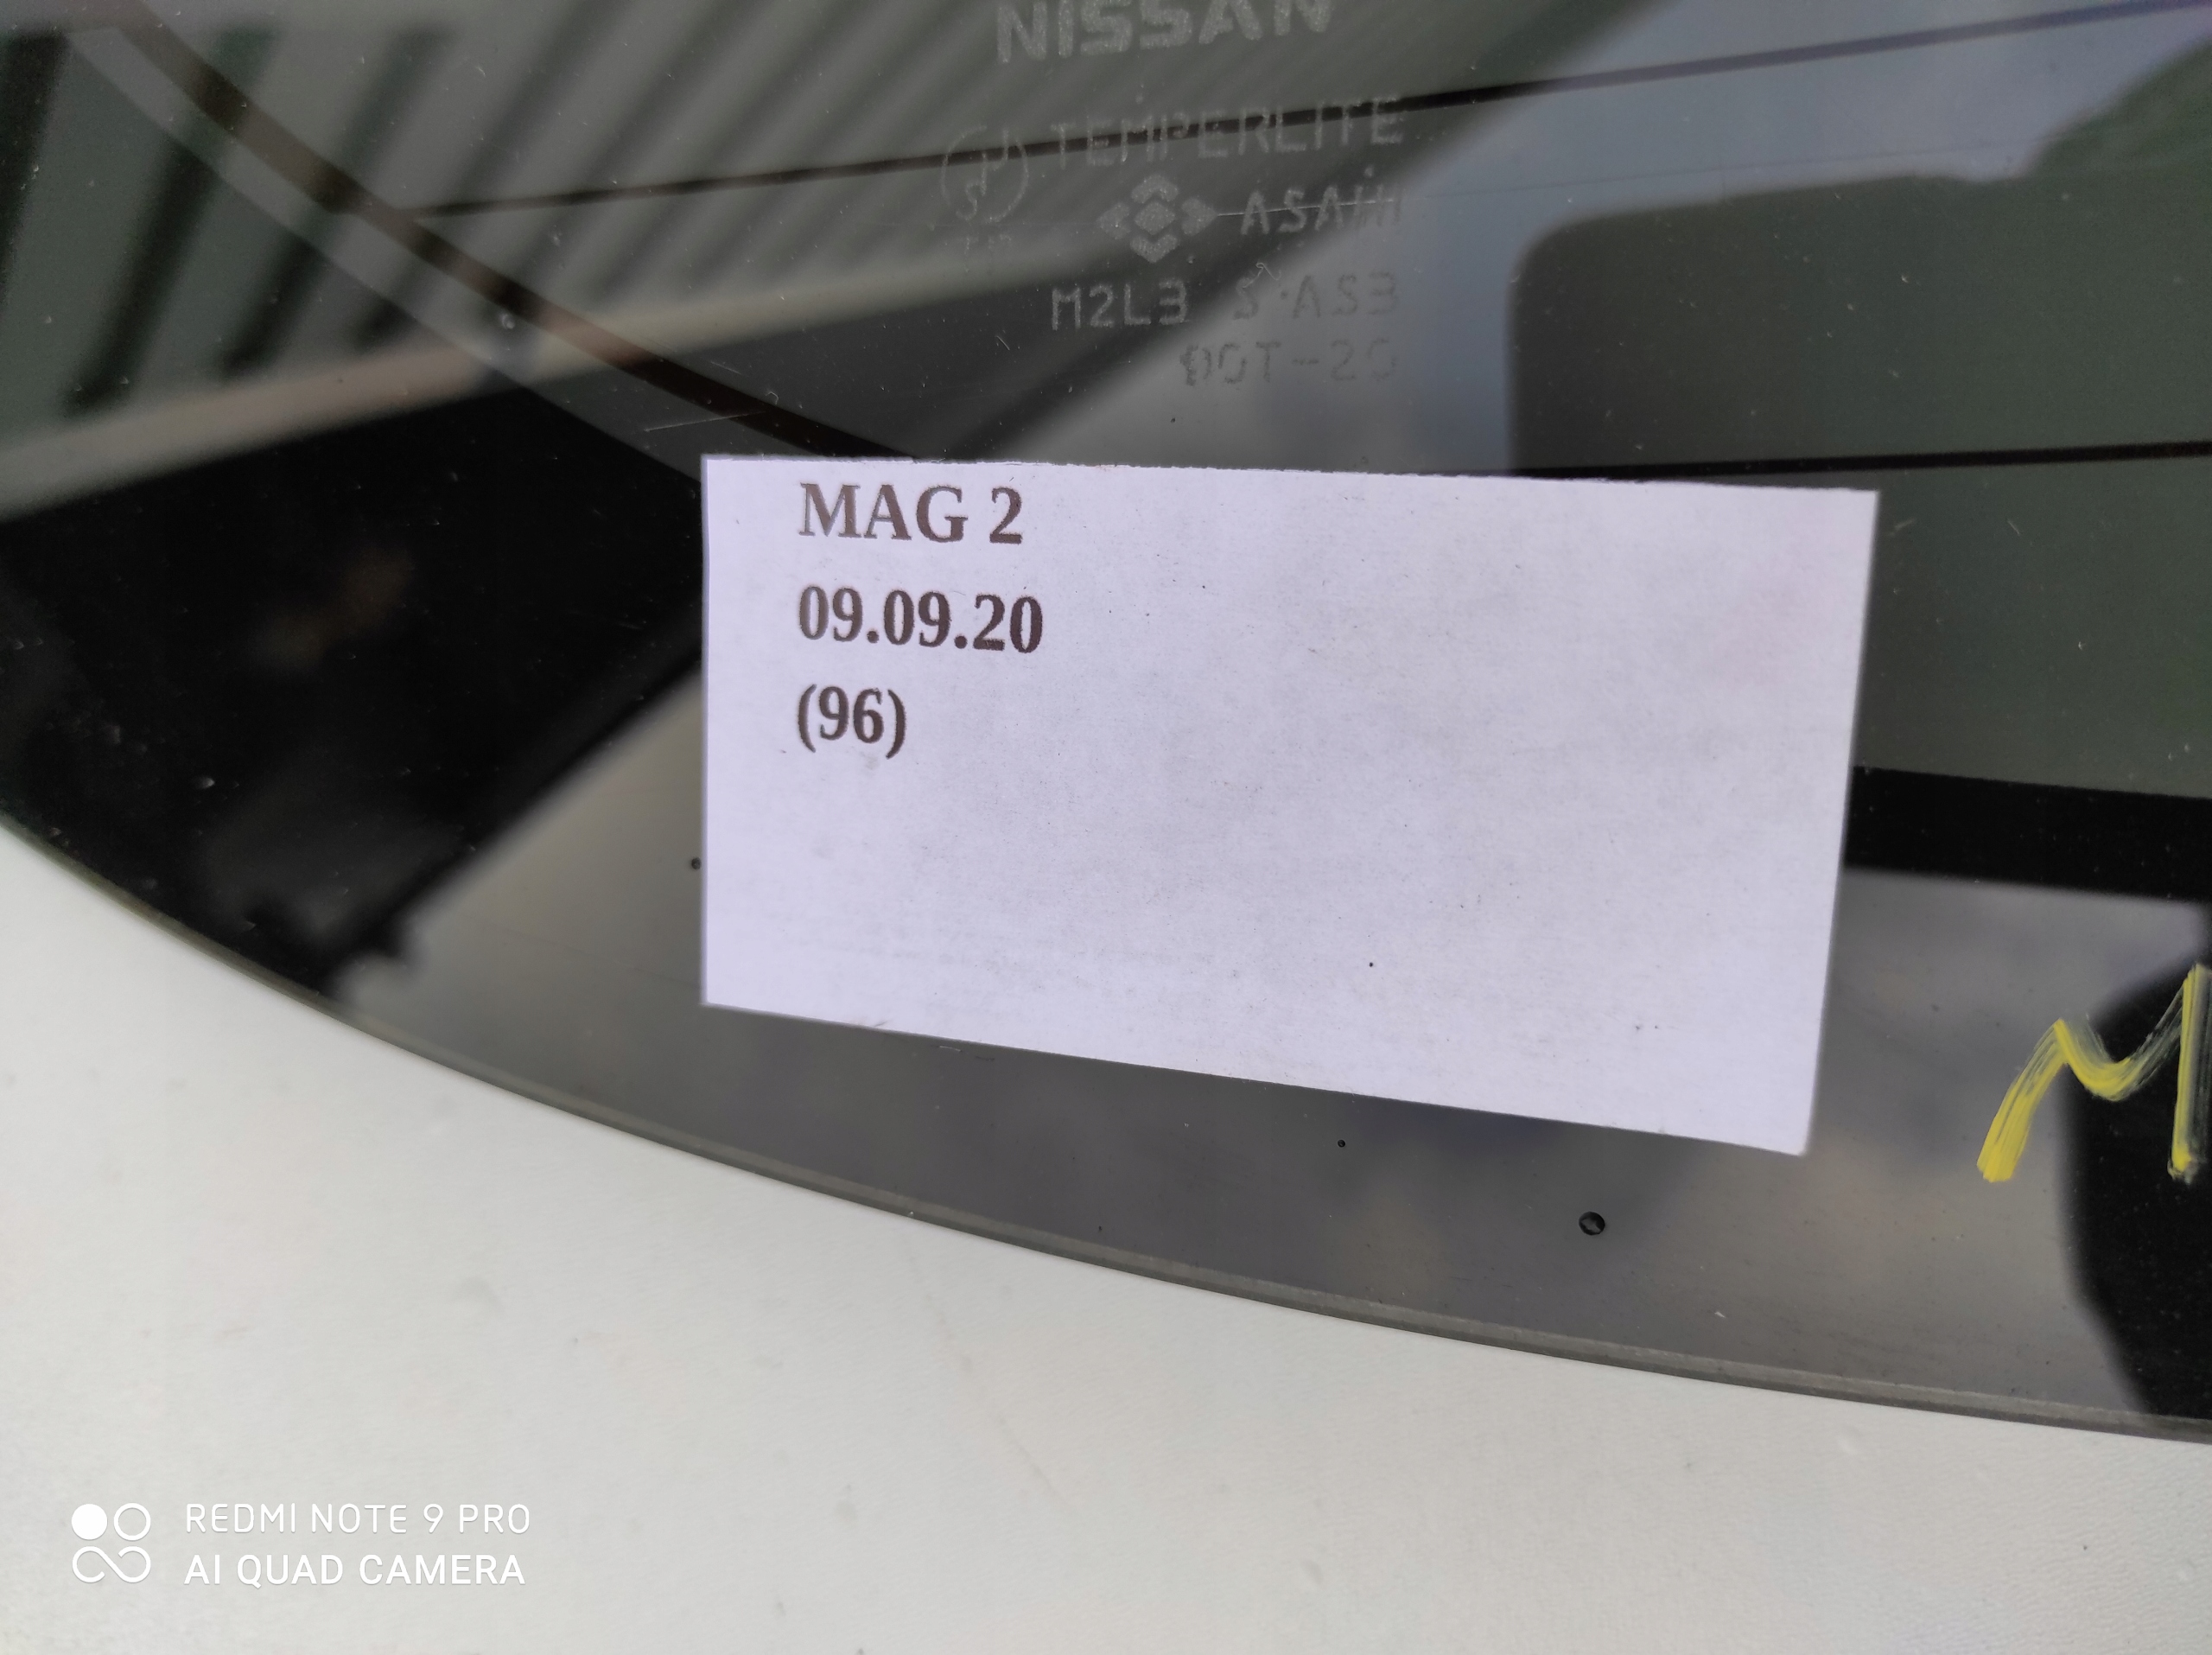 NISSAN
TEMPERLITE
ASAHI
M2L3 S AS3
DOT-20
MAG 2
09.09.20
(96)
M
REDMI NOTE 9 PRO
AI QUAD CAMERA